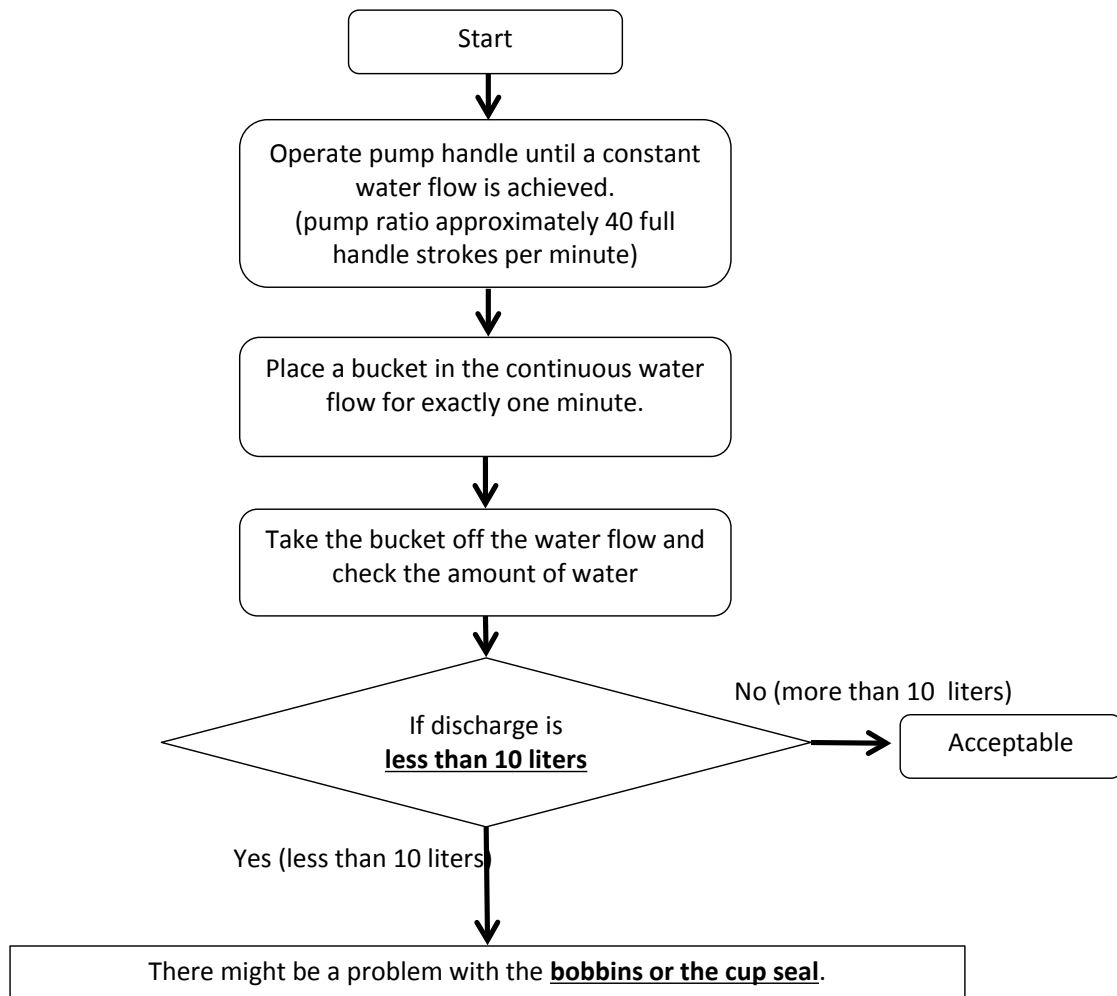 Start
Operate pump handle until a constant
water flow is achieved.
(pump ratio approximately 40 full
handle strokes per minute)
Place a bucket in the continuous water
flow for exactly one minute.
Take the bucket off the water flow and
check the amount of water
If discharge is
less than 10 liters
No (more than 10  liters)
Acceptable
Yes (less than 10 liters)
There might be a problem with the bobbins or the cup seal.